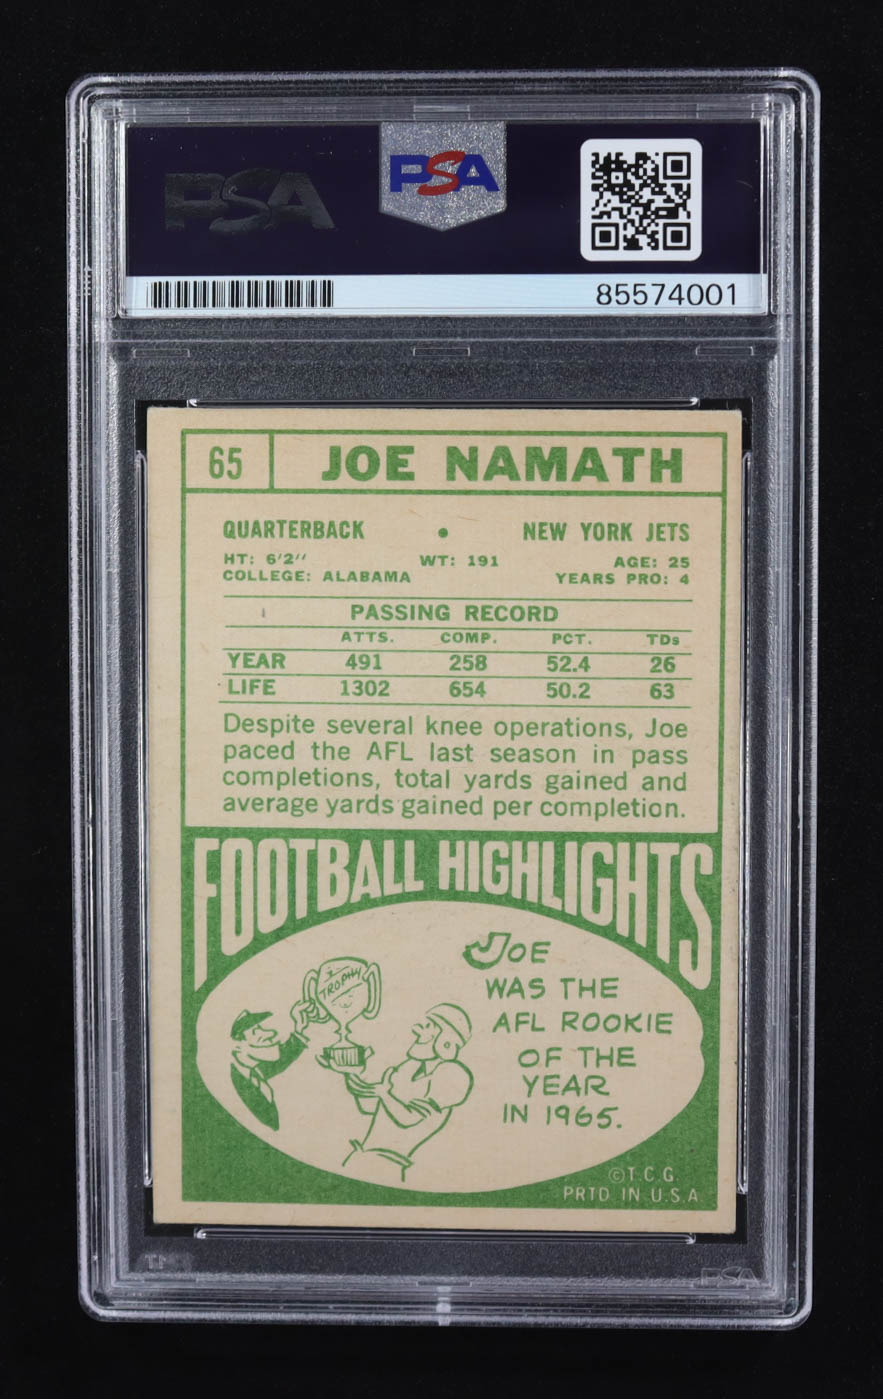 PSA
PSA
85574001
65 JOE NAMATH
QUARTERBACK • NEW YORK JETS
HT: 6'2" WT: 191 AGE: 25
COLLEGE: ALABAMA YEARS PRO: 4
PASSING RECORD
ATTS. COMP. PCT. TDs
YEAR 491 258 52.4 26
LIFE 1302 654 50.2 63
Despite several knee operations, Joe
paced the AFL last season in pass
completions, total yards gained and
average yards gained per completion.
FOOTBALL HIGHLIGHTS
TROPHY
JOE
WAS THE
AFL ROOKIE
OF THE
YEAR
IN 1965.
©T.C.G.
PRTD IN U.S.A.
PSA